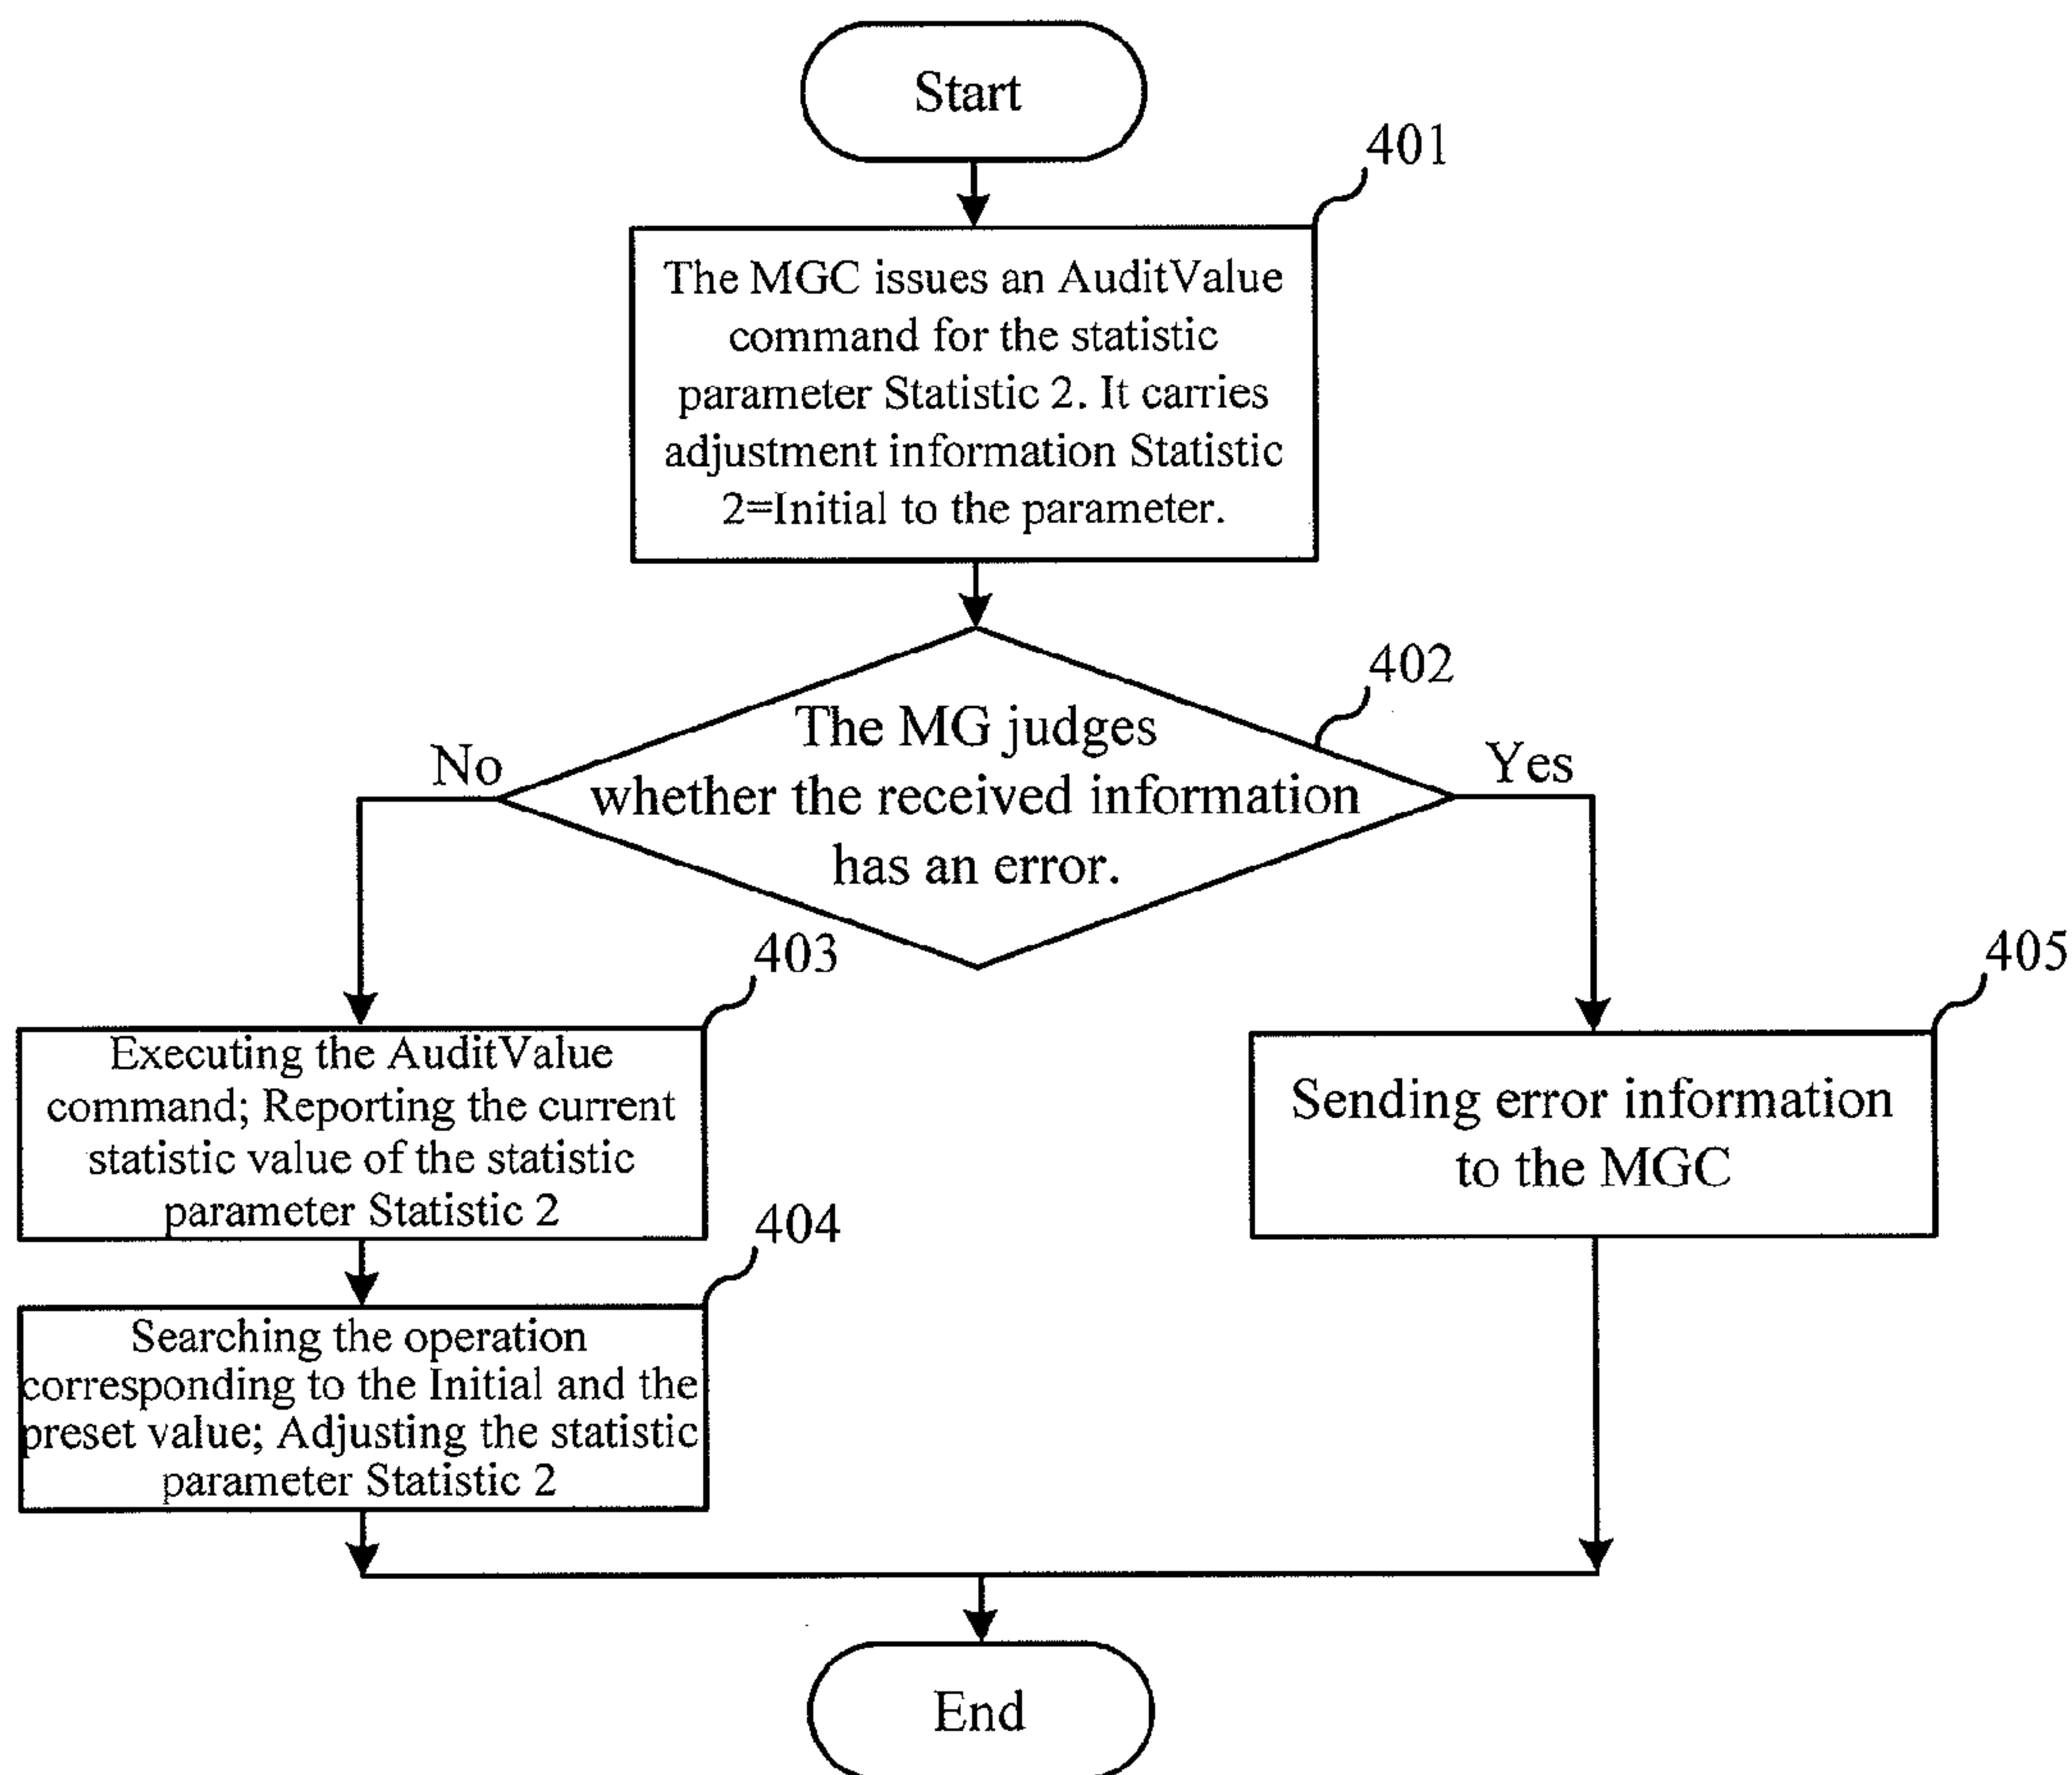 Start
401
The MGC issues an AuditValue
command for the statistic
parameter Statistic 2. It carries
adjustment information Statistic
2=Initial to the parameter.
402
The MG judges
whether the received information
has an error.
No
Yes
403
Executing the AuditValue
command; Reporting the current
statistic value of the statistic
parameter Statistic 2
405
Sending error information
to the MGC
404
Searching the operation
corresponding to the Initial and the
preset value; Adjusting the statistic
parameter Statistic 2
End